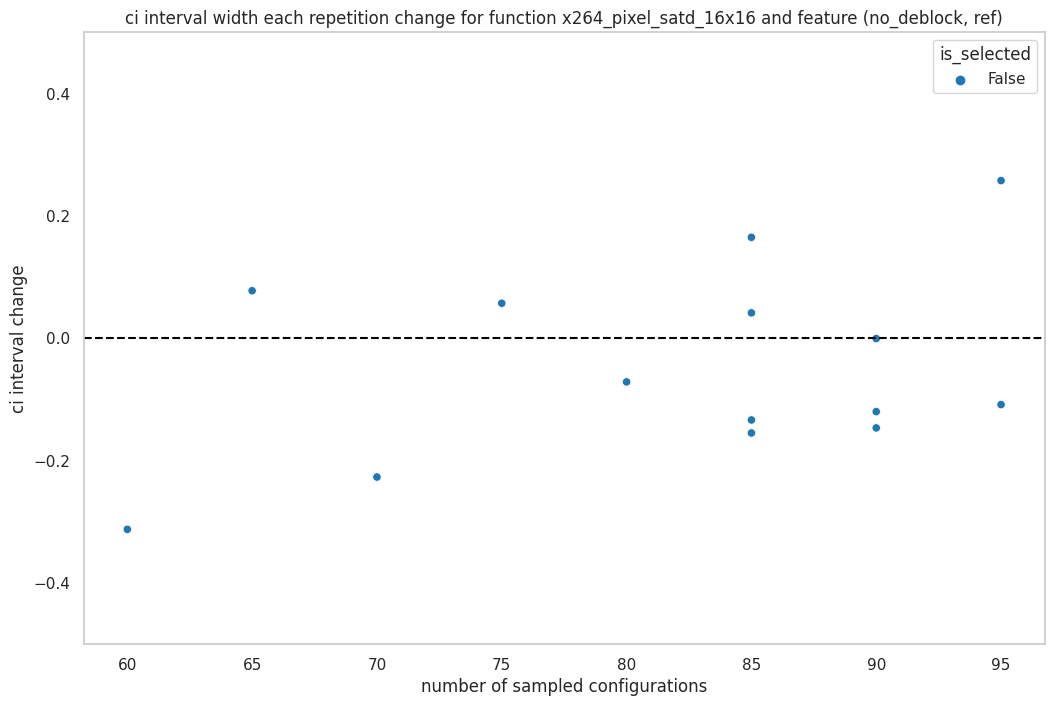 ci interval width each repetition change for function x264_pixel_satd_16x16 and feature (no_deblock, ref)
is_selected
False
ci interval change
0.4
0.2
0.0
−0.2
−0.4
60 65 70 75 80 85 90 95
number of sampled configurations